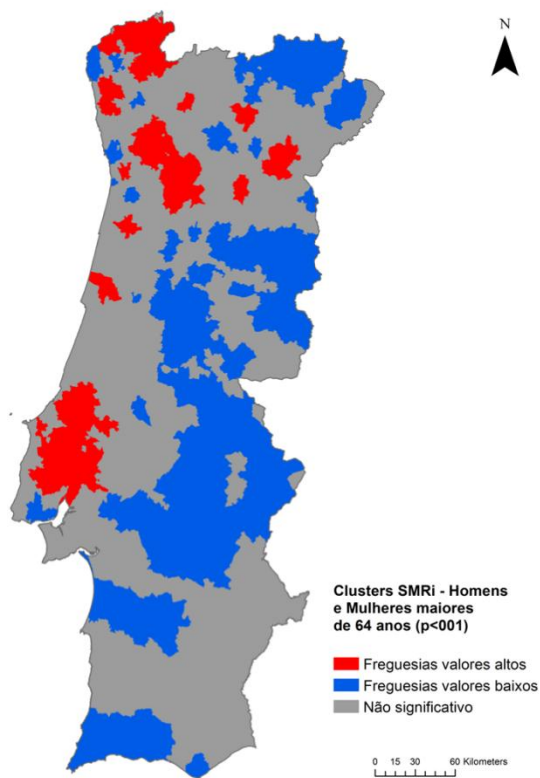 N
Clusters SMRi - Homens
e Mulheres maiores
de 64 anos (p<001)
Freguesias valores altos
Freguesias valores baixos
Não significativo
0 15 30 60 Kilometers